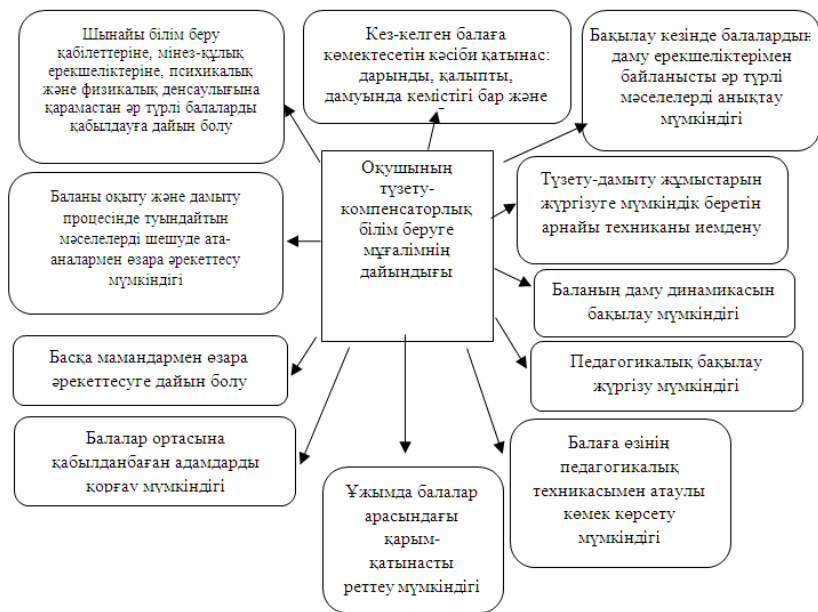 Шынайы білім беру
қабілеттеріне, мінез-құлық
ерекшеліктеріне, психикалық
және физикалық денсаулығына
қарамастан әр түрлі балаларды
қабылдауға дайын болу
Кез-келген балаға
көмектесетін кәсіби қатынас:
дарынды, қалыпты,
дамуында кемістігі бар және
Бақылау кезінде балалардың
даму ерекшеліктерімен
байланысты әр түрлі
мәселелерді анықтау
мүмкіндігі
Оқушының
түзету-
компенсаторлық
білім беруге
мұғалімнің
дайындығы
Баланы оқыту және дамыту
процесінде туындайтын
мәселелерді шешуде ата-
аналармен өзара әрекеттесу
мүмкіндігі
Түзету-дамыту жұмыстарын
жүргізуге мүмкіндік беретін
арнайы техниканы иемдену
Баланың даму динамикасын
бақылау мүмкіндігі
Басқа мамандармен өзара
әрекеттесуге дайын болу
Педагогикалық бақылау
жүргізу мүмкіндігі
Балалар ортасына
қабылданбаған адамдарды
қорғау мүмкіндігі
Ұжымда балалар
арасындағы
қарым-
қатынасты
реттеу мүмкіндігі
Балаға өзінің
педагогикалық
техникасымен атаулы
көмек көрсету
мүмкіндігі